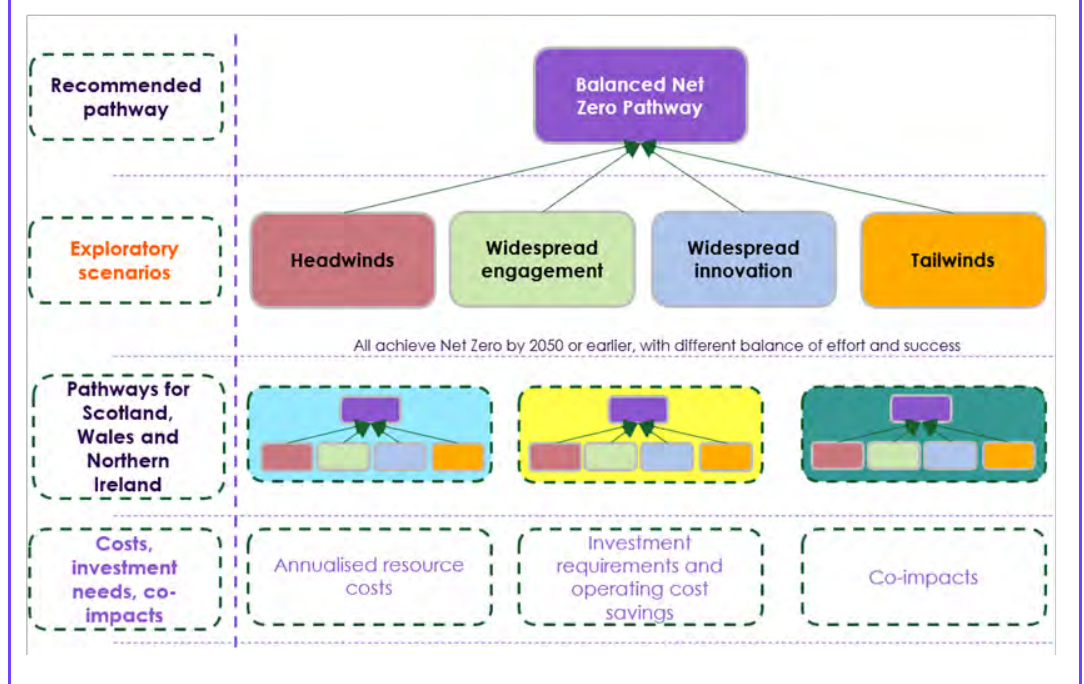 Recommended
pathway
Balanced Net
Zero Pathway
Exploratory
scenarios
Headwinds
Widespread
engagement
Widespread
innovation
Tailwinds
All achieve Net Zero by 2050 or earlier, with different balance of effort and success
Pathways for
Scotland,
Wales and
Northern
Ireland
Costs,
investment
needs, co-
impacts
Annualised resource
costs
Investment
requirements and
operating cost
savings
Co-impacts